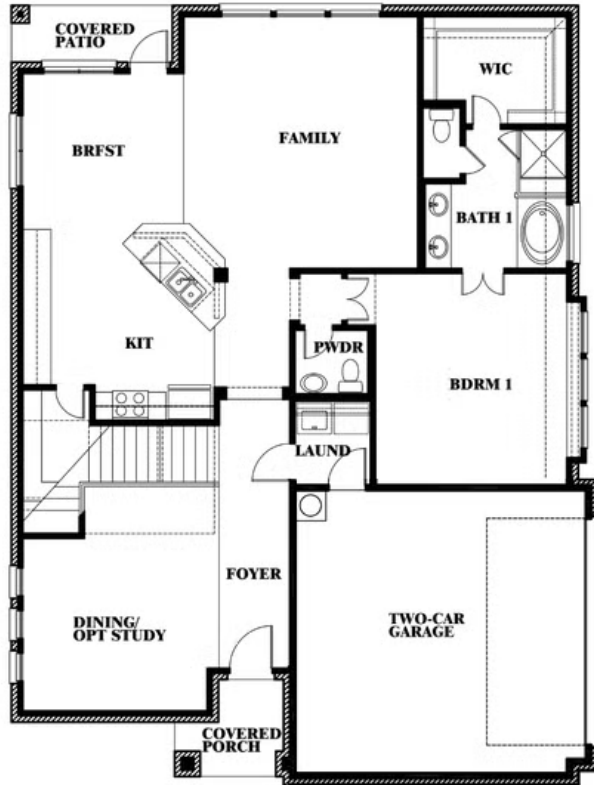 COVERED
PATIO
WIC
BRFST
FAMILY
BATH 1
KIT
PWDR
BDRM 1
LAUND
FOYER
DINING/
OPT STUDY
TWO-CAR
GARAGE
COVERED
PORCH